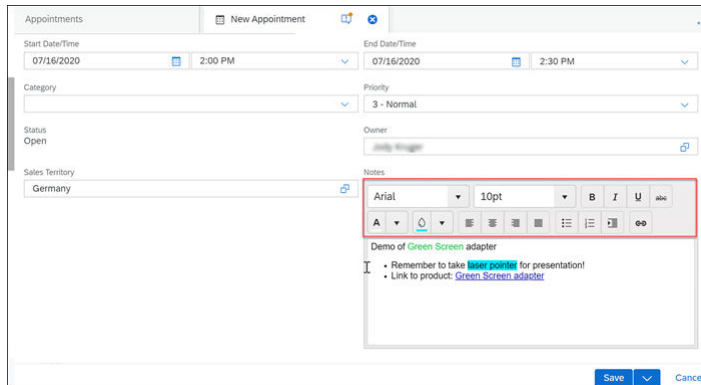 Appointments
New Appointment
Start Date/Time
End Date/Time
07/16/2020
2:00 PM
07/16/2020
2:30 PM
Category
Priority
3 - Normal
Status
Owner
Open
Sales Territory
Notes
Germany
Arial
10pt
B I U abc
A
Demo of Green Screen adapter
• Remember to take laser pointer for presentation!
• Link to product: Green Screen adapter
Save
Cance